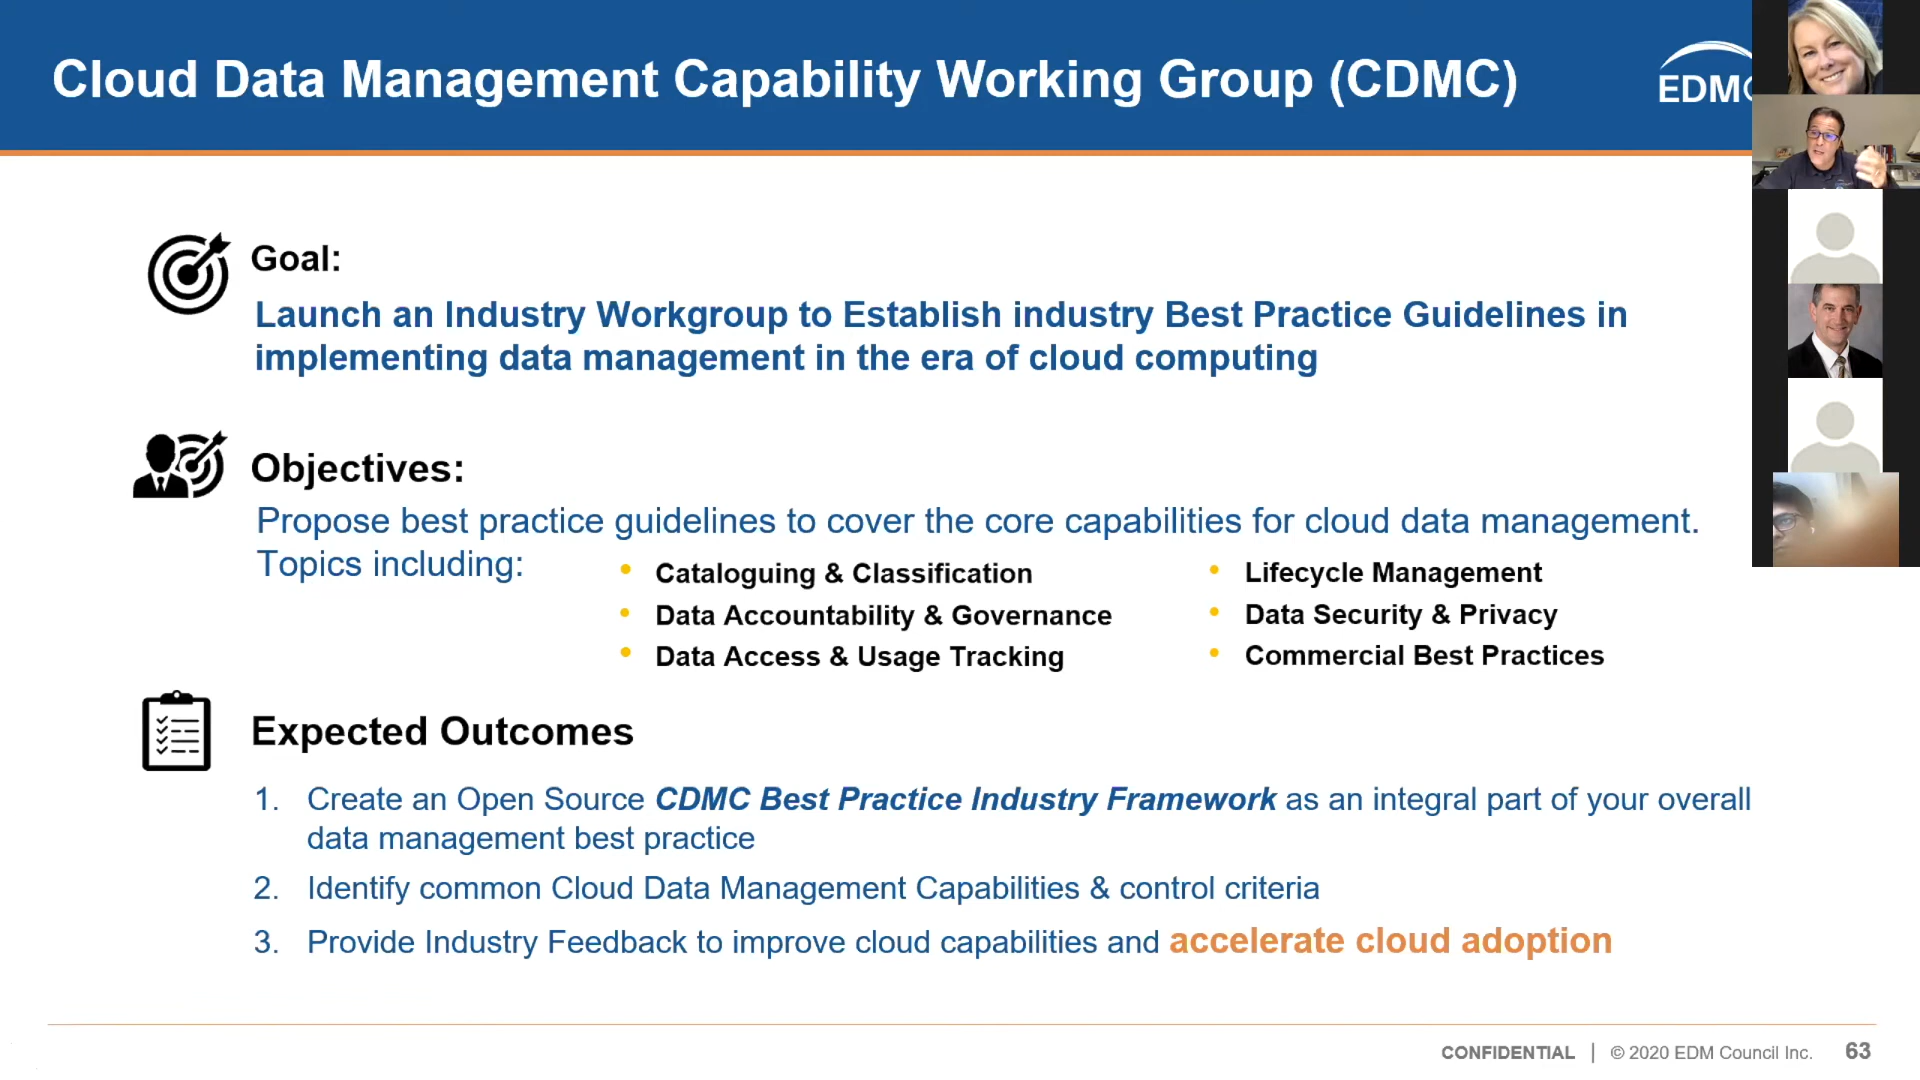 Cloud Data Management Capability Working Group (CDMC)
EDMC
Goal:
Launch an Industry Workgroup to Establish industry Best Practice Guidelines in
implementing data management in the era of cloud computing
Objectives:
Propose best practice guidelines to cover the core capabilities for cloud data management.
Topics including:
• Cataloguing & Classification
• Data Accountability & Governance
• Data Access & Usage Tracking
• Lifecycle Management
• Data Security & Privacy
• Commercial Best Practices
Expected Outcomes
1. Create an Open Source CDMC Best Practice Industry Framework as an integral part of your overall
data management best practice
2. Identify common Cloud Data Management Capabilities & control criteria
3. Provide Industry Feedback to improve cloud capabilities and accelerate cloud adoption
CONFIDENTIAL | © 2020 EDM Council Inc. 63